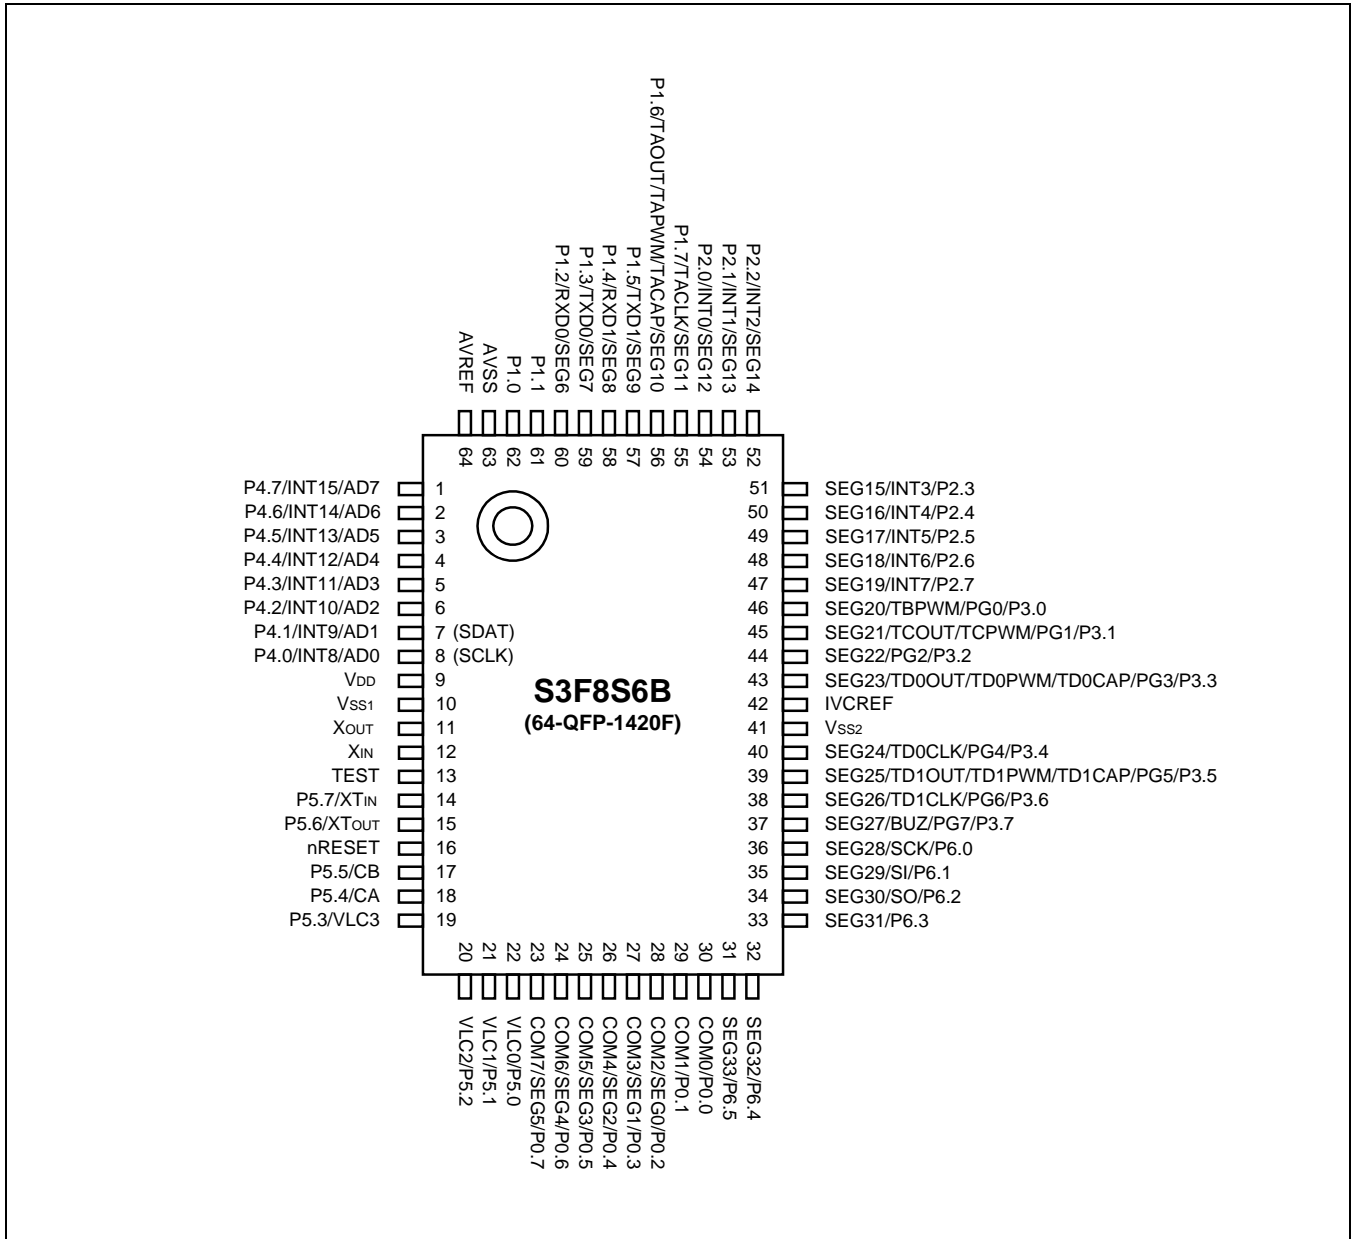 P1.6/TAOUT/TAPWM/TACAP/SEG10
AVREF
AVSS
P1.0
P1.1
P1.2/RXD0/SEG6
P1.3/TXD0/SEG7
P1.4/RXD1/SEG8
P1.5/TXD1/SEG9
P1.7/TACLK/SEG11
P2.0/INT0/SEG12
P2.1/INT1/SEG13
P2.2/INT2/SEG14
64 63 62 61 60 59 58 57 56 55 54 53 52
P4.7/INT15/AD7 1 51 SEG15/INT3/P2.3
P4.6/INT14/AD6 2 50 SEG16/INT4/P2.4
P4.5/INT13/AD5 3 49 SEG17/INT5/P2.5
P4.4/INT12/AD4 4 48 SEG18/INT6/P2.6
P4.3/INT11/AD3 5 47 SEG19/INT7/P2.7
P4.2/INT10/AD2 6 46 SEG20/TBPWM/PG0/P3.0
P4.1/INT9/AD1 7 (SDAT) 45 SEG21/TCOUT/TCPWM/PG1/P3.1
P4.0/INT8/AD0 8 (SCLK) 44 SEG22/PG2/P3.2
VDD 9 43 SEG23/TD0OUT/TD0PWM/TD0CAP/PG3/P3.3
S3F8S6B
VSS1 10 42 IVCREF
(64-QFP-1420F)
XOUT 11 41 VSS2
XIN 12 40 SEG24/TD0CLK/PG4/P3.4
TEST 13 39 SEG25/TD1OUT/TD1PWM/TD1CAP/PG5/P3.5
P5.7/XTIN 14 38 SEG26/TD1CLK/PG6/P3.6
P5.6/XTOUT 15 37 SEG27/BUZ/PG7/P3.7
nRESET 16 36 SEG28/SCK/P6.0
P5.5/CB 17 35 SEG29/SI/P6.1
P5.4/CA 18 34 SEG30/SO/P6.2
P5.3/VLC3 19 33 SEG31/P6.3
20 21 22 23 24 25 26 27 28 29 30 31 32
VLC2/P5.2
VLC1/P5.1
VLC0/P5.0
COM7/SEG5/P0.7
COM6/SEG4/P0.6
COM5/SEG3/P0.5
COM4/SEG2/P0.4
COM3/SEG1/P0.3
COM2/SEG0/P0.2
COM1/P0.1
COM0/P0.0
SEG33/P6.5
SEG32/P6.4